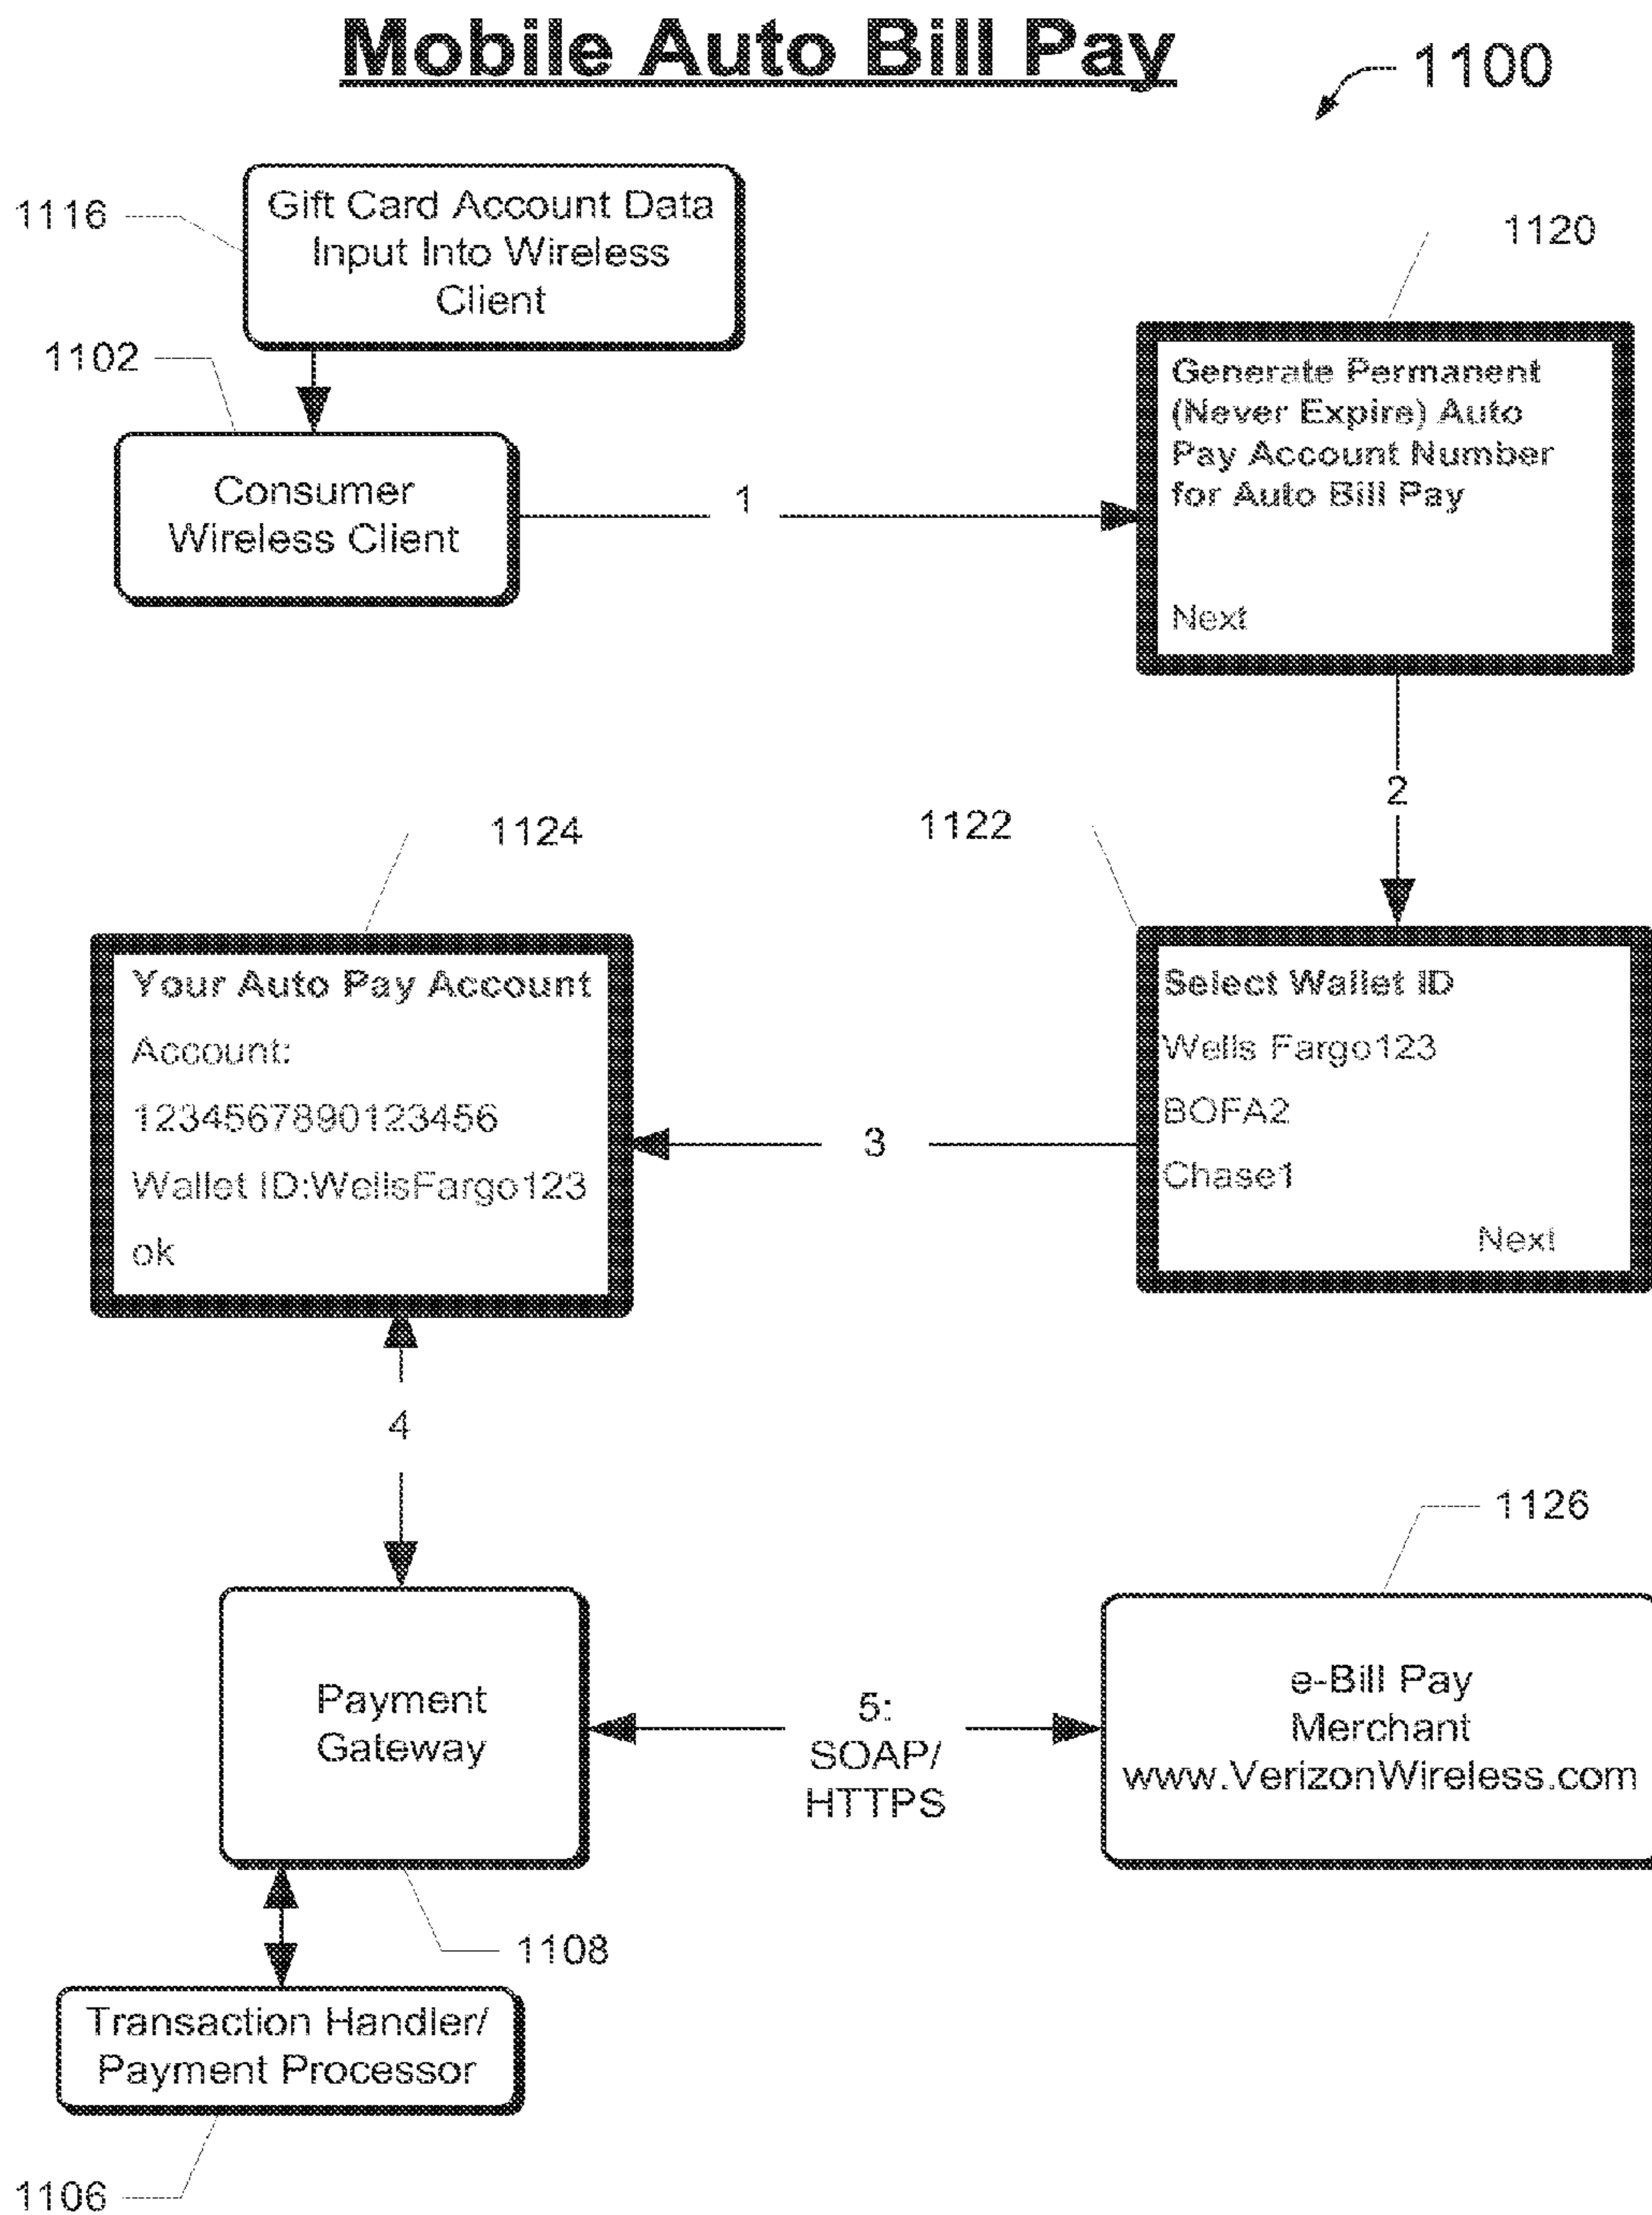 Mobile Auto Bill Pay
1100
1116
Gift Card Account Data
Input Into Wireless
Client
1120
1102
Consumer
Wireless Client
1
Generate Permanent
(Never Expire) Auto
Pay Account Number
for Auto Bill Pay
Next
2
1124
1122
Your Auto Pay Account
Account:
1234567890123456
Wallet ID:WellsFargo123
ok
3
Select Wallet ID
Wells Fargo123
BOFA2
Chase1
Next
4
1126
Payment
Gateway
5:
SOAP/
HTTPS
e-Bill Pay
Merchant
www.VerizonWireless.com
1108
Transaction Handler/
Payment Processor
1106